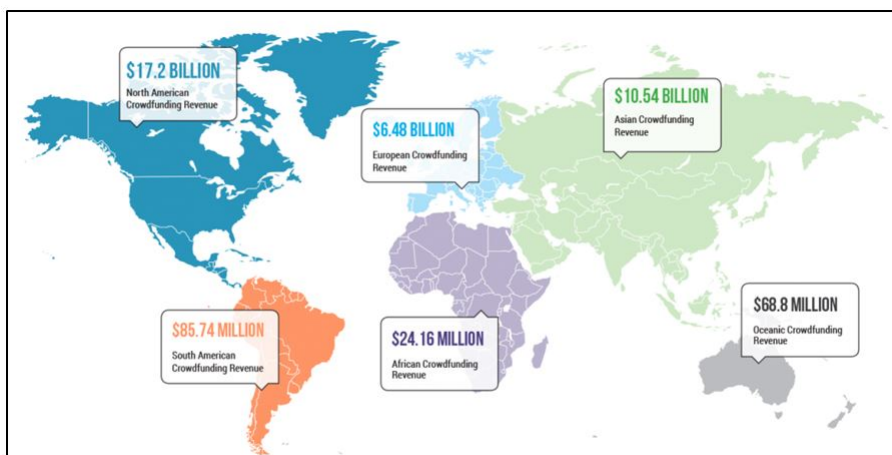 $17.2 BILLION
North American
Crowdfunding Revenue
$6.48 BILLION
European Crowdfunding
Revenue
$10.54 BILLION
Asian Crowdfunding
Revenue
$85.74 MILLION
South American
Crowdfunding Revenue
$24.16 MILLION
African Crowdfunding
Revenue
$68.8 MILLION
Oceanic Crowdfunding
Revenue